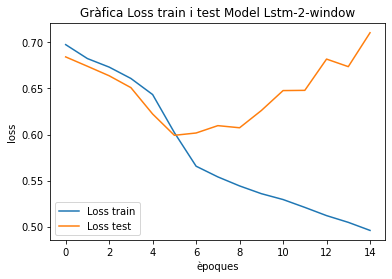 Gràfica Loss train i test Model Lstm-2-window
0.70
0.65
0.60
0.55
0.50
loss
Loss train
Loss test
0 2 4 6 8 10 12 14
èpoques